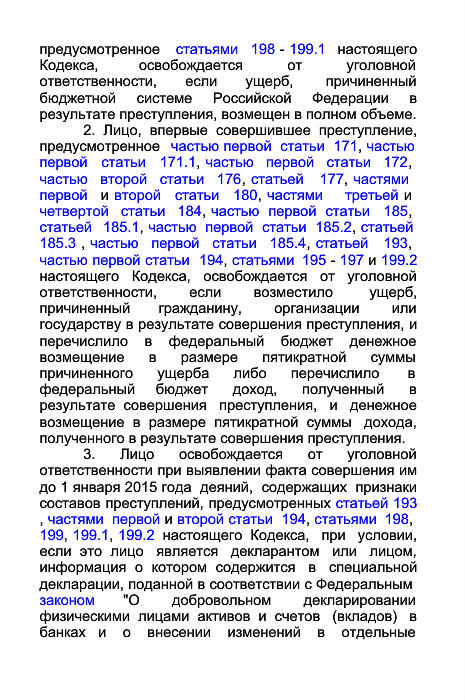 предусмотренное статьями 198 - 199.1 настоящего
Кодекса, освобождается от уголовной
ответственности, если ущерб, причиненный
бюджетной системе Российской Федерации в
результате преступления, возмещен в полном объеме.
2. Лицо, впервые совершившее преступление,
предусмотренное частью первой статьи 171, частью
первой статьи 171.1, частью первой статьи 172,
частью второй статьи 176, статьей 177, частями
первой и второй статьи 180, частями третьей и
четвертой статьи 184, частью первой статьи 185,
статьей 185.1, частью первой статьи 185.2, статьей
185.3 , частью первой статьи 185.4, статьей 193,
частью первой статьи 194, статьями 195 - 197 и 199.2
настоящего Кодекса, освобождается от уголовной
ответственности, если возместило ущерб,
причиненный гражданину, организации или
государству в результате совершения преступления, и
перечислило в федеральный бюджет денежное
возмещение в размере пятикратной суммы
причиненного ущерба либо перечислило в
федеральный бюджет доход, полученный в
результате совершения преступления, и денежное
возмещение в размере пятикратной суммы дохода,
полученного в результате совершения преступления.
3. Лицо освобождается от уголовной
ответственности при выявлении факта совершения им
до 1 января 2015 года деяний, содержащих признаки
составов преступлений, предусмотренных статьей 193
, частями первой и второй статьи 194, статьями 198,
199, 199.1, 199.2 настоящего Кодекса, при условии,
если это лицо является декларантом или лицом,
информация о котором содержится в специальной
декларации, поданной в соответствии с Федеральным
законом "О добровольном декларировании
физическими лицами активов и счетов (вкладов) в
банках и о внесении изменений в отдельные